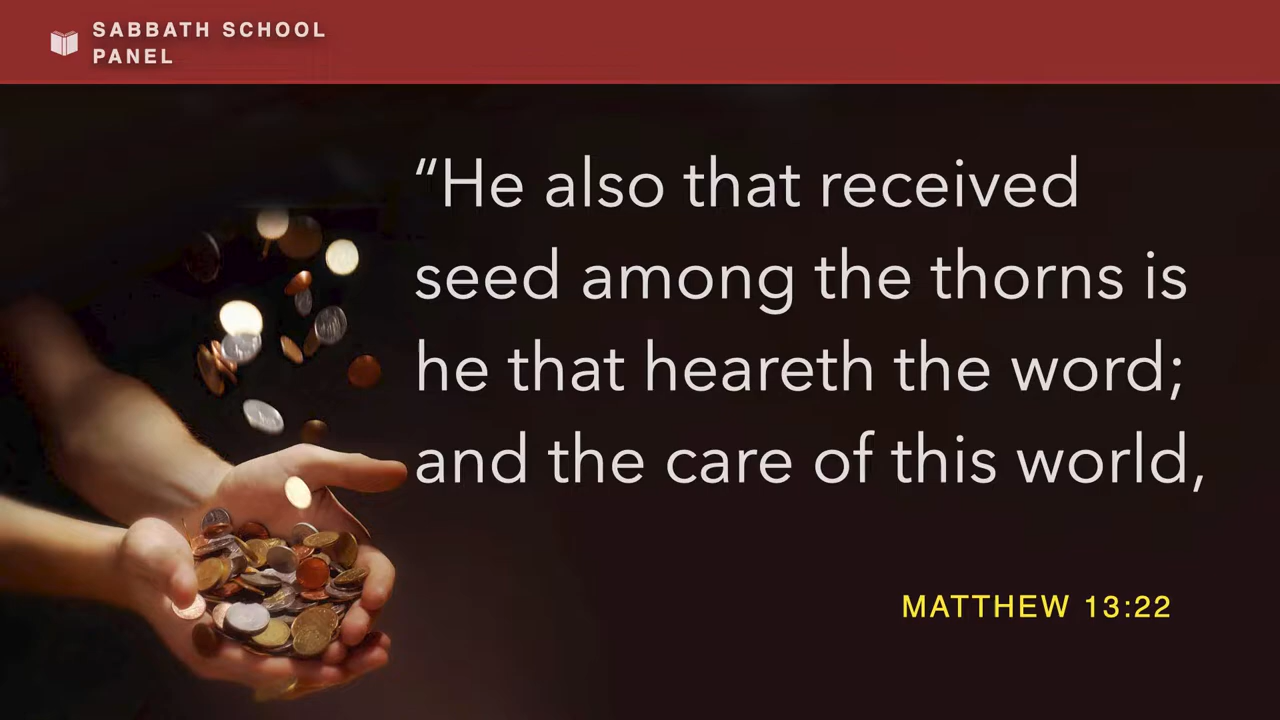 SABBATH SCHOOL
PANEL
“He also that received
seed among the thorns is
he that heareth the word;
and the care of this world,
MATTHEW 13:22